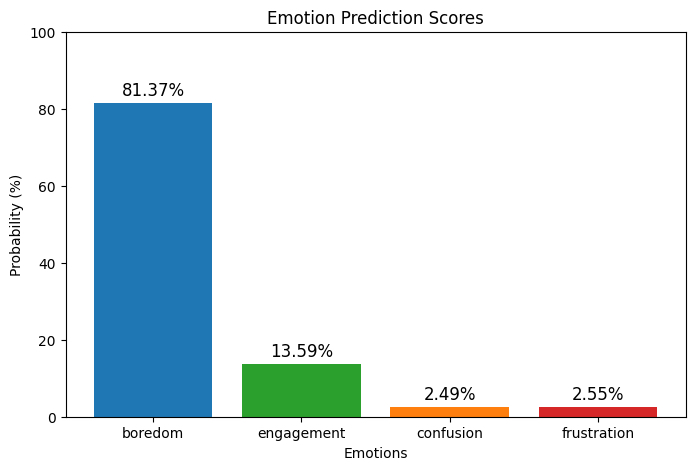 Emotion Prediction Scores
Probability (%)
100
80
60
40
20
0
81.37%
13.59%
2.49%
2.55%
boredom
engagement
confusion
frustration
Emotions